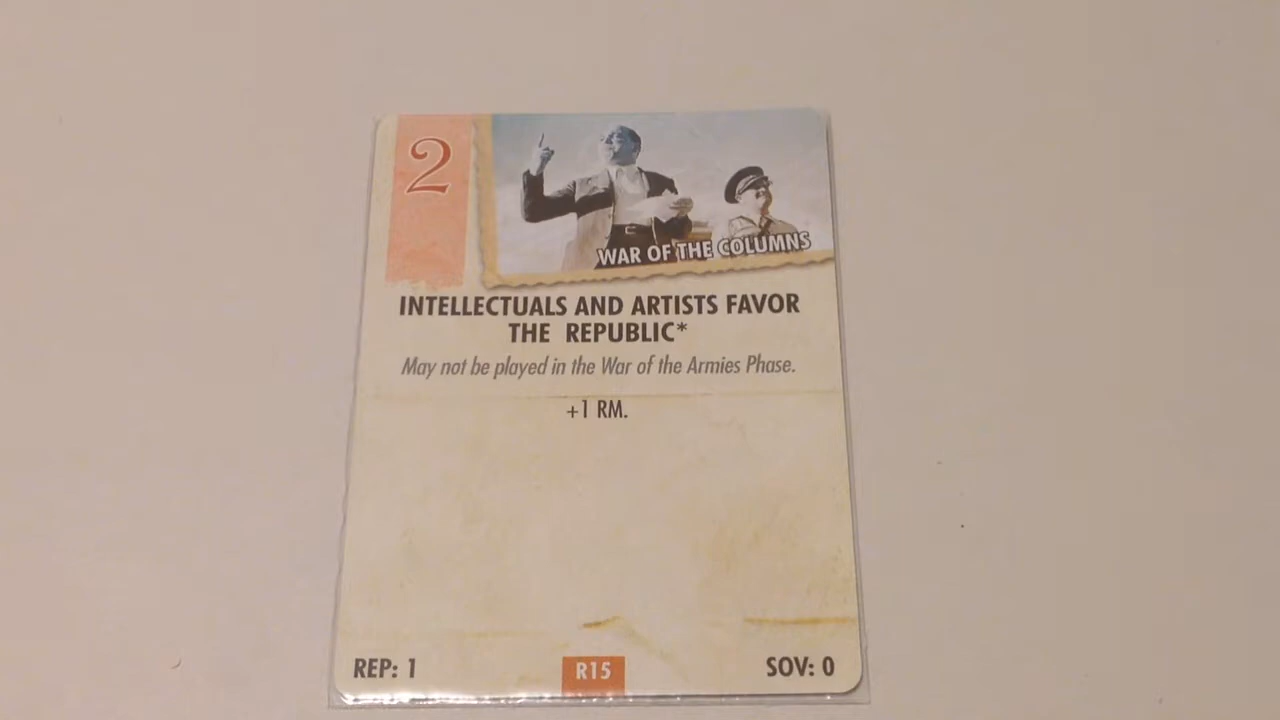 2
WAR OF THE COLUMNS
INTELLECTUALS AND ARTISTS FAVOR
THE REPUBLIC*
May not be played in the War of the Armies Phase.
+1 RM.
REP: 1
R15
SOV: 0